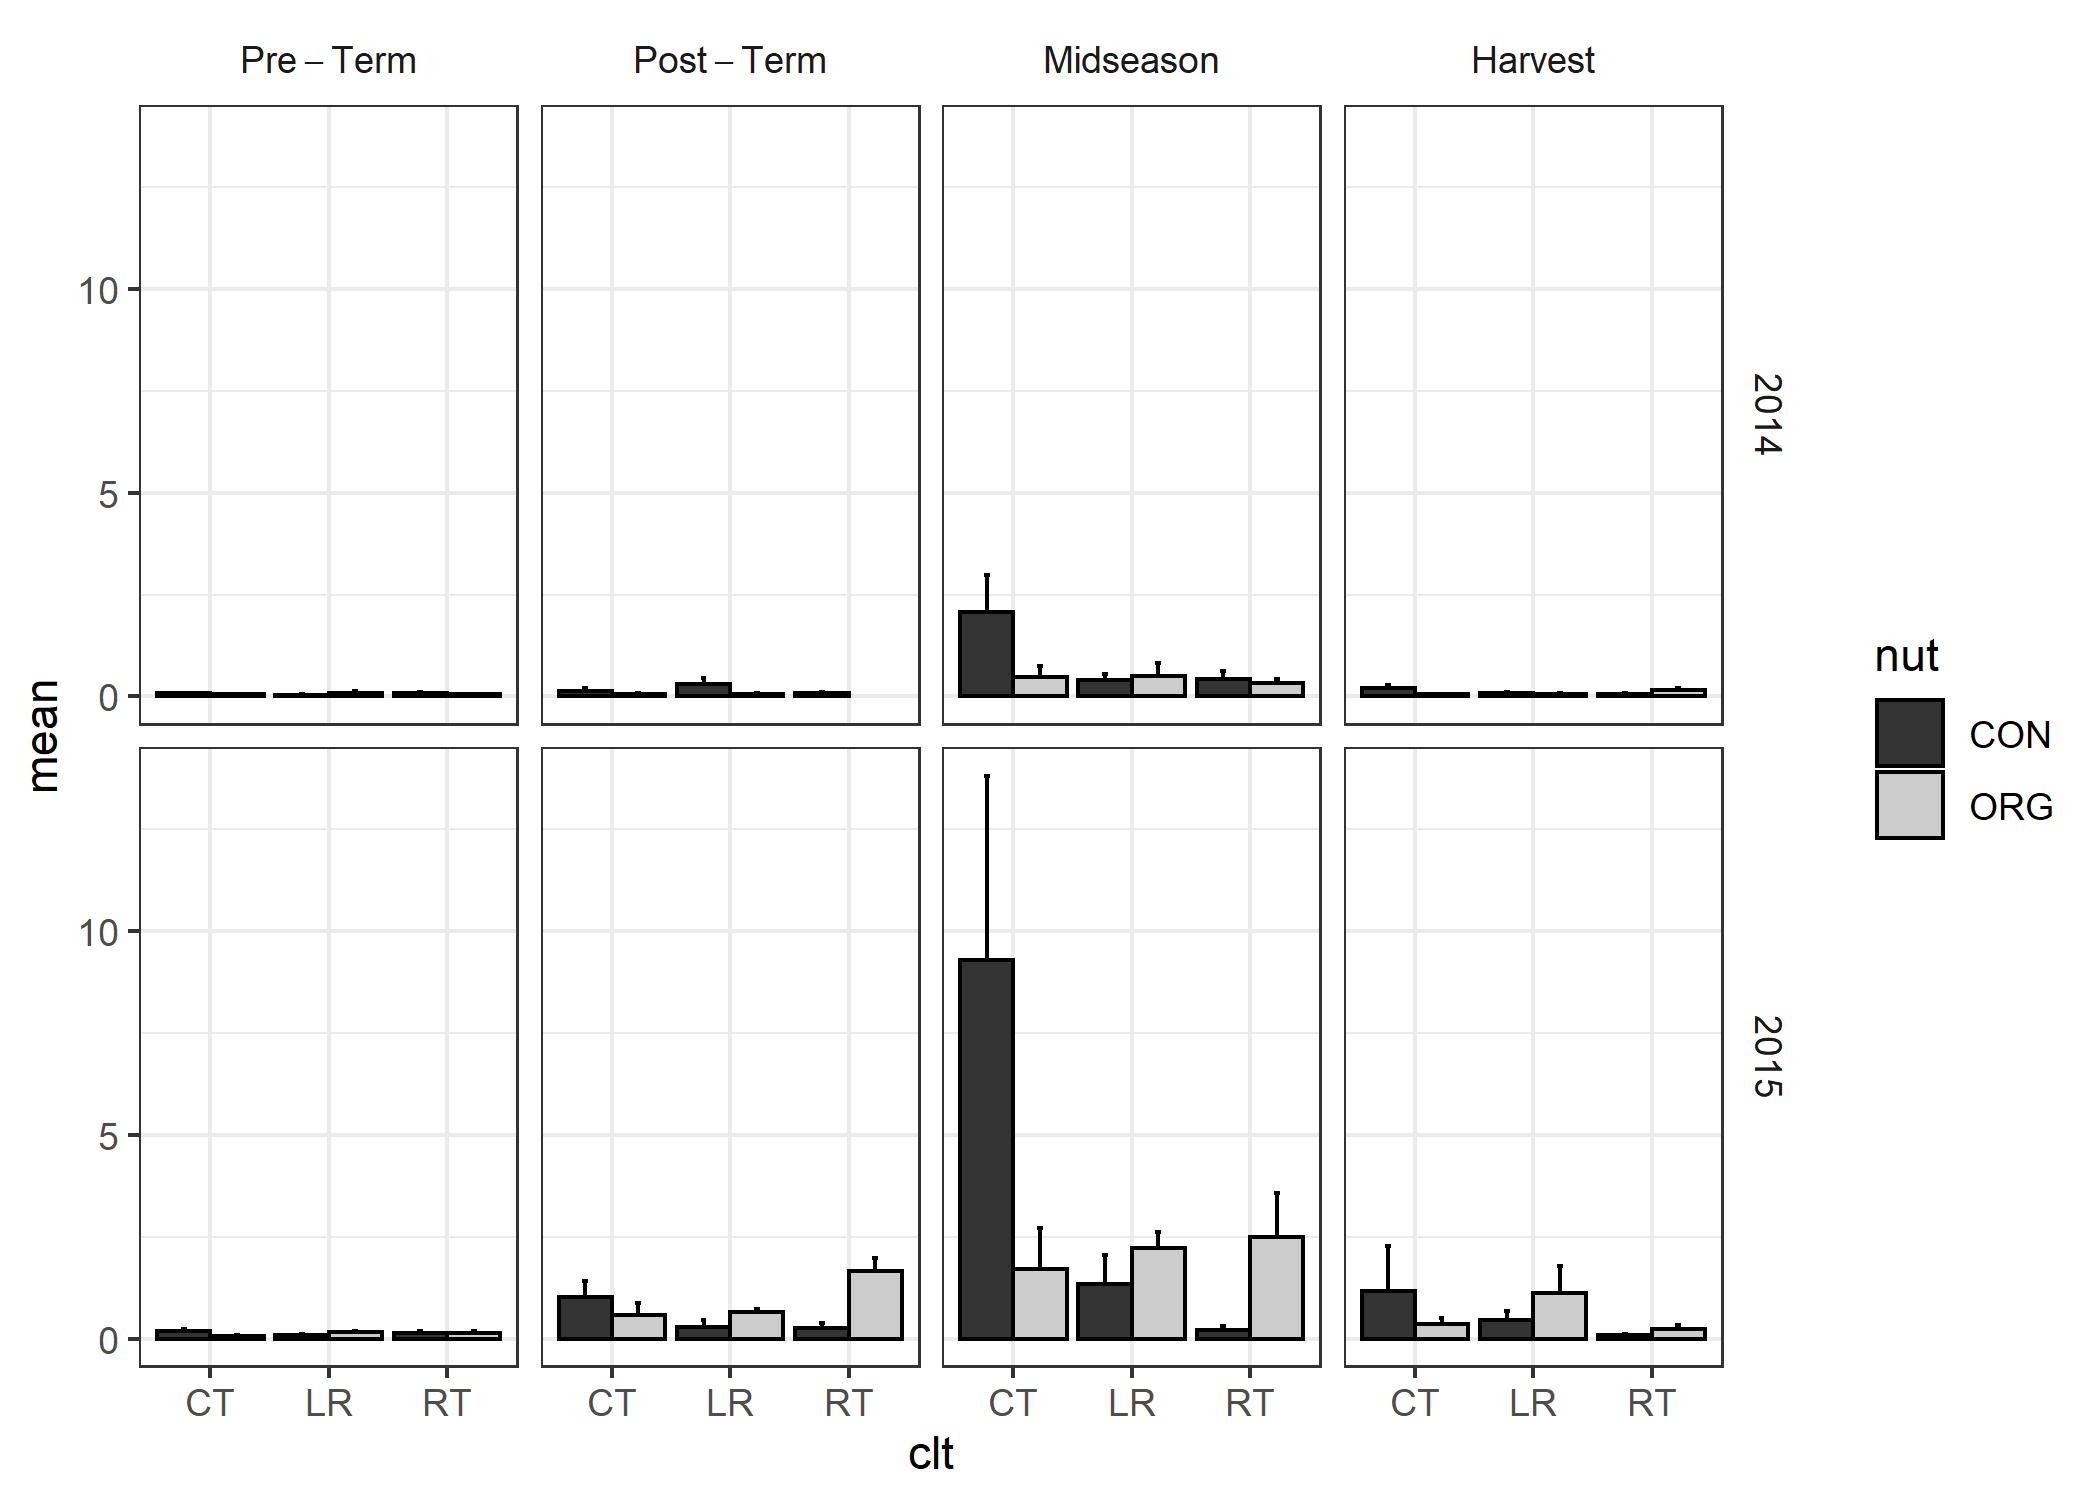 Pre – Term Post – Term Midseason Harvest
10
5
0
2014
mean
10
5
0
2015
CT LR RT CT LR RT CT LR RT CT LR RT
clt
nut
CON
ORG